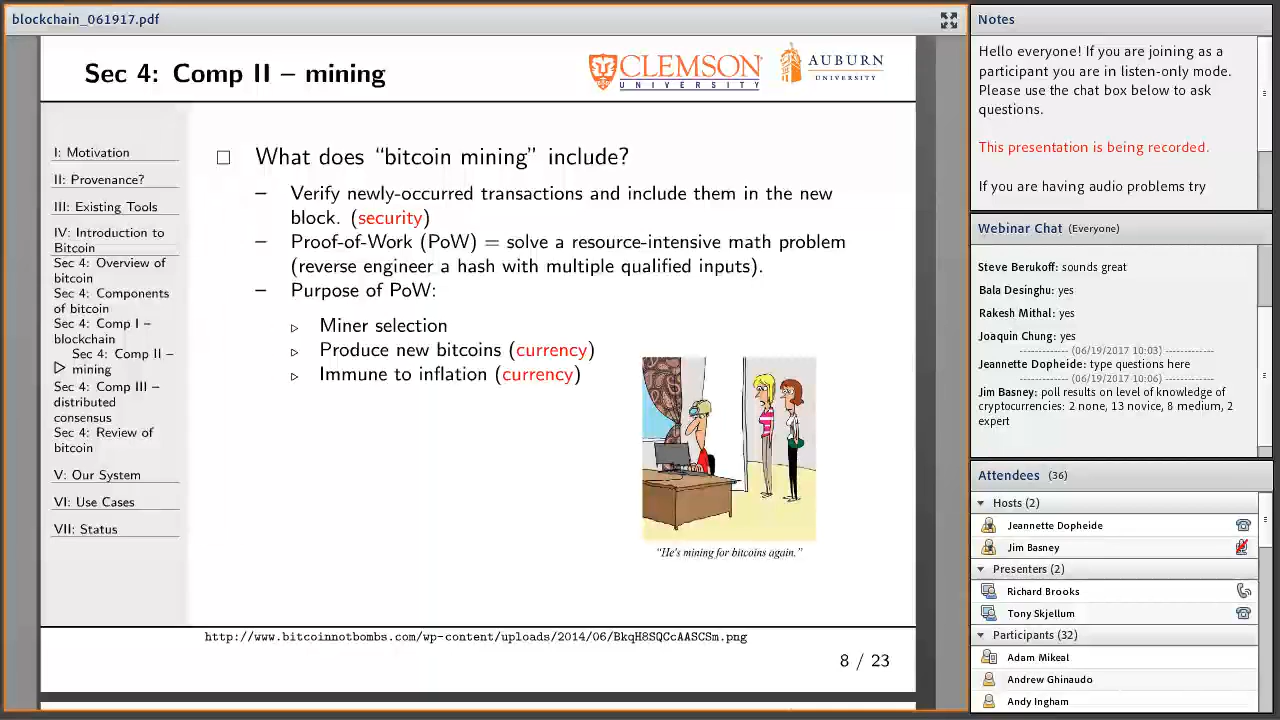 blockchain_061917.pdf
Sec 4: Comp II – mining
CLEMSON
UNIVERSITY
AUBURN
UNIVERSITY
I: Motivation
II: Provenance?
III: Existing Tools
IV: Introduction to
Bitcoin
Sec 4: Overview of
bitcoin
Sec 4: Components
of bitcoin
Sec 4: Comp I –
blockchain
Sec 4: Comp II –
▷ mining
Sec 4: Comp III –
distributed
consensus
Sec 4: Review of
bitcoin
V: Our System
VI: Use Cases
VII: Status
□ What does “bitcoin mining” include?
– Verify newly-occurred transactions and include them in the new
block. (security)
– Proof-of-Work (PoW) = solve a resource-intensive math problem
(reverse engineer a hash with multiple qualified inputs).
– Purpose of PoW:
▷ Miner selection
▷ Produce new bitcoins (currency)
▷ Immune to inflation (currency)
“He's mining for bitcoins again.”
http://www.bitcoinnotbombs.com/wp-content/uploads/2014/06/BkqH8SQCcAASCSm.png
8 / 23
Notes
Hello everyone! If you are joining as a
participant you are in listen-only mode.
Please use the chat box below to ask
questions.
This presentation is being recorded.
If you are having audio problems try
Webinar Chat (Everyone)
Steve Berukoff: sounds great
Bala Desinghu: yes
Rakesh Mithal: yes
Joaquin Chung: yes
------------- (06/19/2017 10:03) -------------
Jeannette Dopheide: type questions here
------------- (06/19/2017 10:06) -------------
Jim Basney: poll results on level of knowledge of
cryptocurrencies: 2 none, 13 novice, 8 medium, 2
expert
Attendees (36)
Hosts (2)
Jeannette Dopheide
Jim Basney
Presenters (2)
Richard Brooks
Tony Skjellum
Participants (32)
Adam Mikeal
Andrew Ghinaudo
Andy Ingham